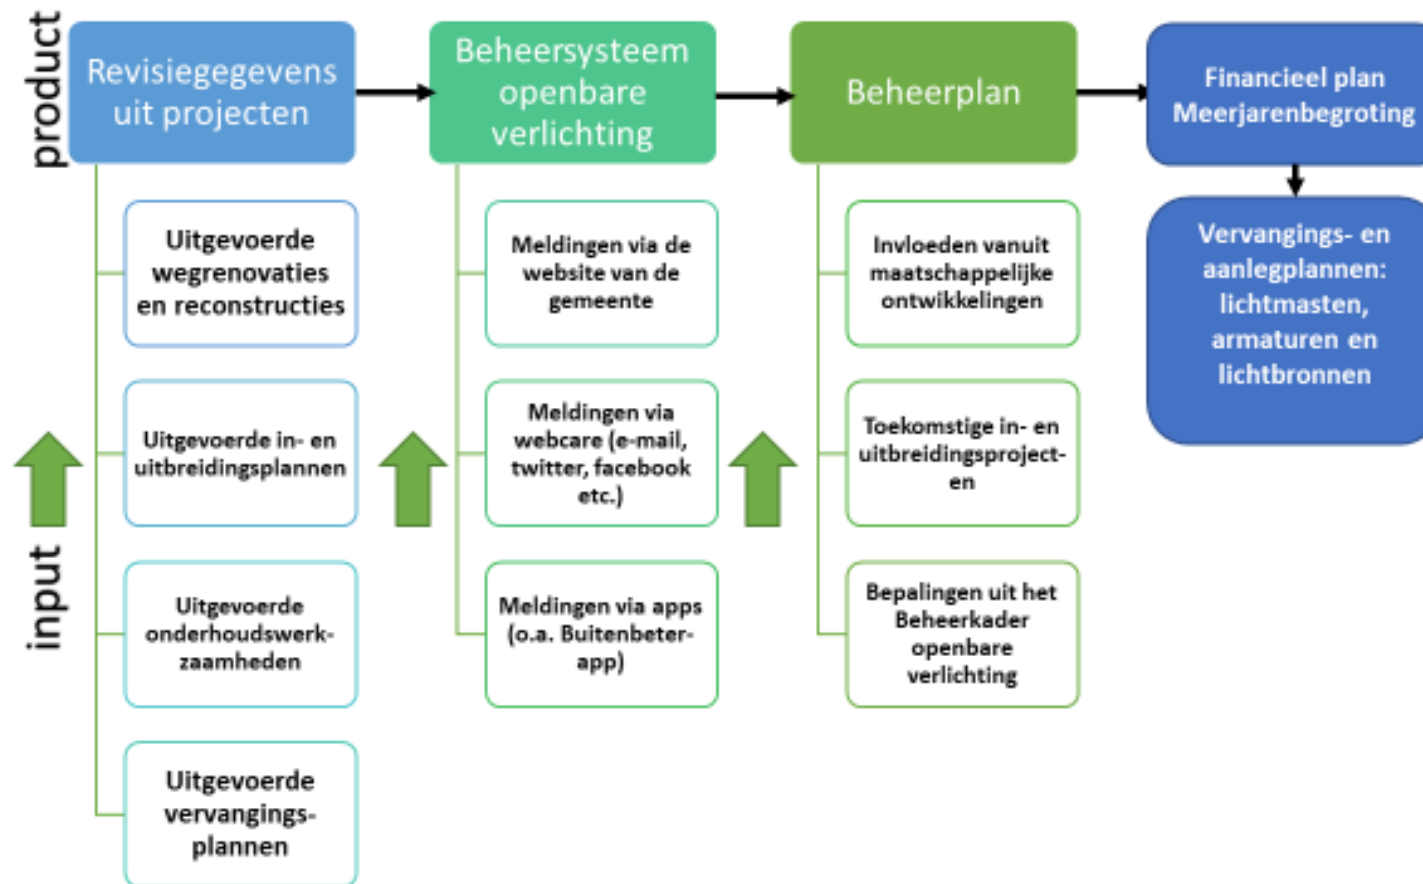 product
Revisiegegevens
uit projecten
Beheersysteem
openbare
verlichting
Beheerplan
Financieel plan
Meerjarenbegroting
Uitgevoerde
wegrenovaties
en reconstructies
Meldingen via de
website van de
gemeente
Invloeden vanuit
maatschappelijke
ontwikkelingen
Vervangings- en
aanlegplannen:
lichtmasten,
armaturen en
lichtbronnen
Uitgevoerde in- en
uitbreidingsplannen
Meldingen via
webcare (e-mail,
twitter, facebook
etc.)
Toekomstige in- en
uitbreidingsproject-
en
input
Uitgevoerde
onderhoudswerk-
zaamheden
Meldingen via apps
(o.a. Buitenbeter-
app)
Bepalingen uit het
Beheerkader
openbare
verlichting
Uitgevoerde
vervangings-
plannen